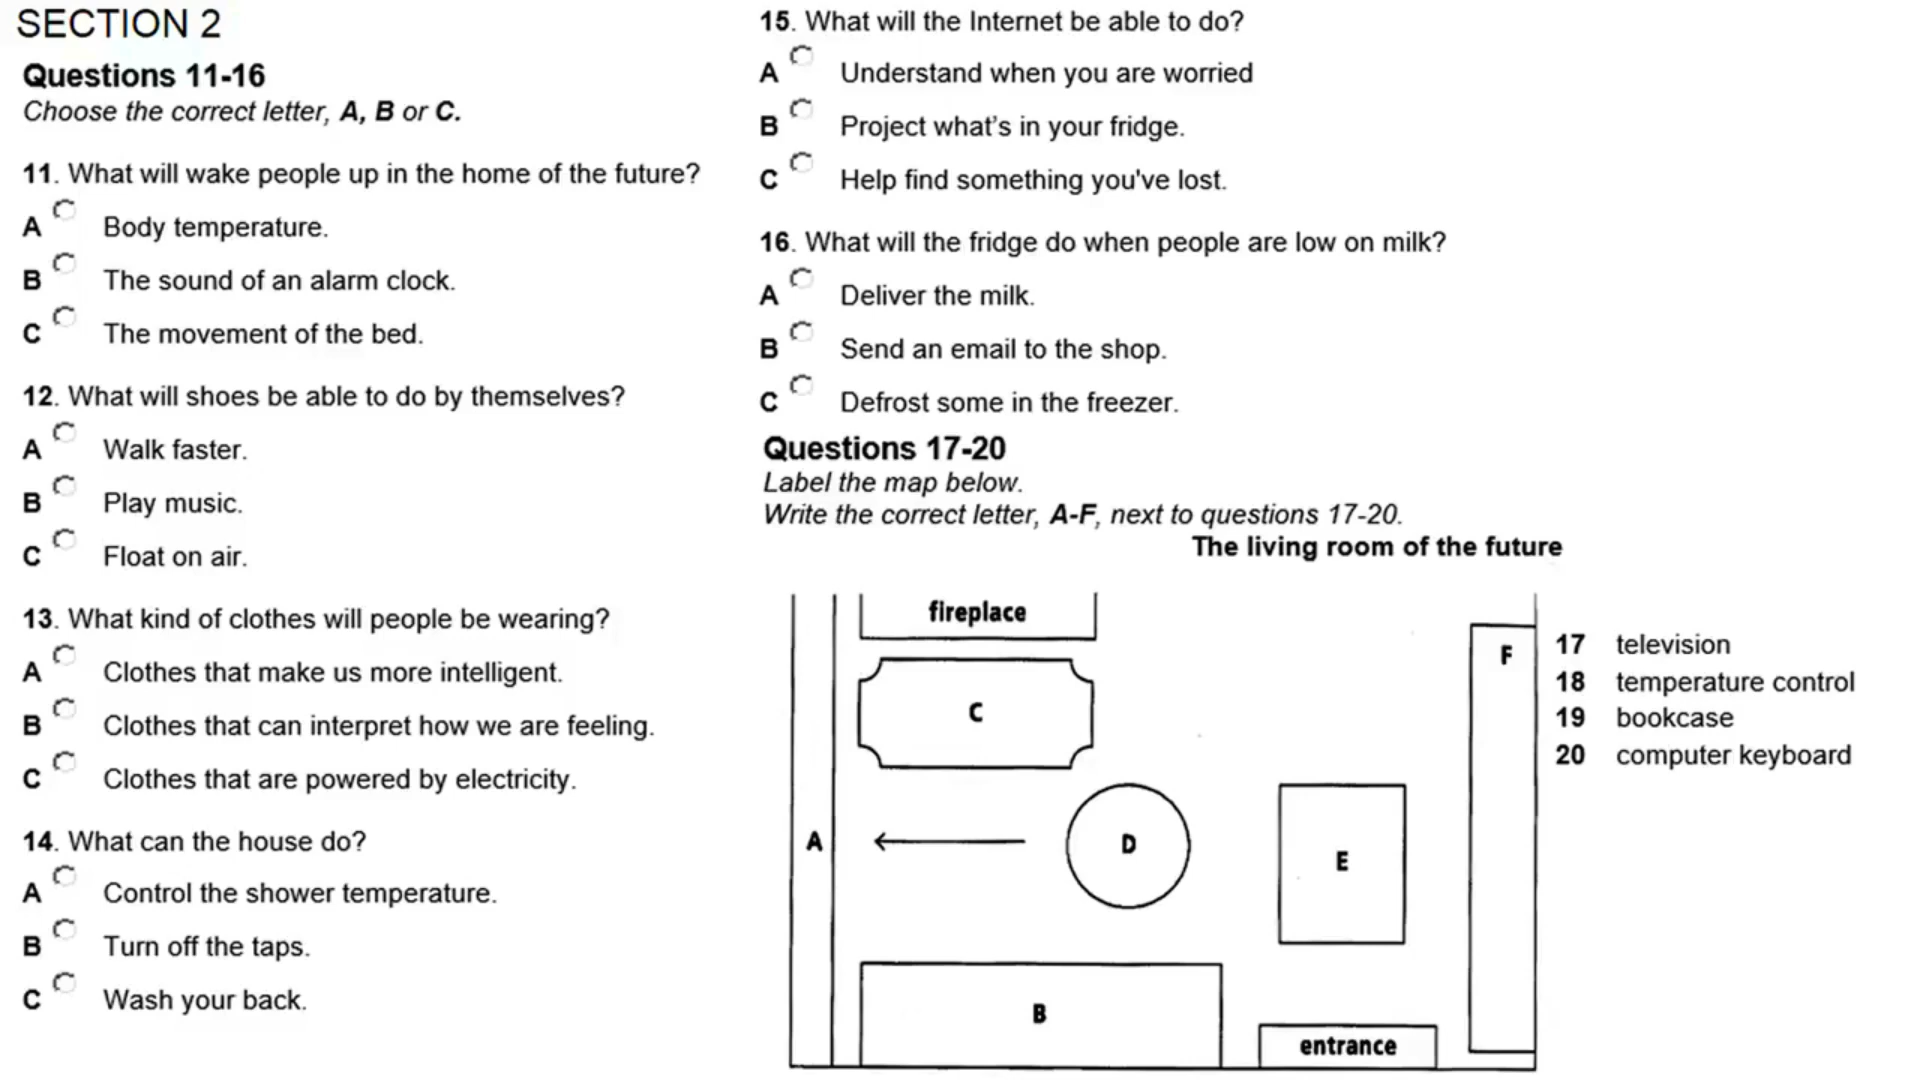 SECTION 2
Questions 11-16
Choose the correct letter, A, B or C.
11. What will wake people up in the home of the future?
A Body temperature.
B The sound of an alarm clock.
C The movement of the bed.
12. What will shoes be able to do by themselves?
A Walk faster.
B Play music.
C Float on air.
13. What kind of clothes will people be wearing?
A Clothes that make us more intelligent.
B Clothes that can interpret how we are feeling.
C Clothes that are powered by electricity.
14. What can the house do?
A Control the shower temperature.
B Turn off the taps.
C Wash your back.
15. What will the Internet be able to do?
A Understand when you are worried
B Project what's in your fridge.
C Help find something you've lost.
16. What will the fridge do when people are low on milk?
A Deliver the milk.
B Send an email to the shop.
C Defrost some in the freezer.
Questions 17-20
Label the map below.
Write the correct letter, A-F, next to questions 17-20.
The living room of the future
fireplace
C
A
D
E
B
entrance
F
17 television
18 temperature control
19 bookcase
20 computer keyboard